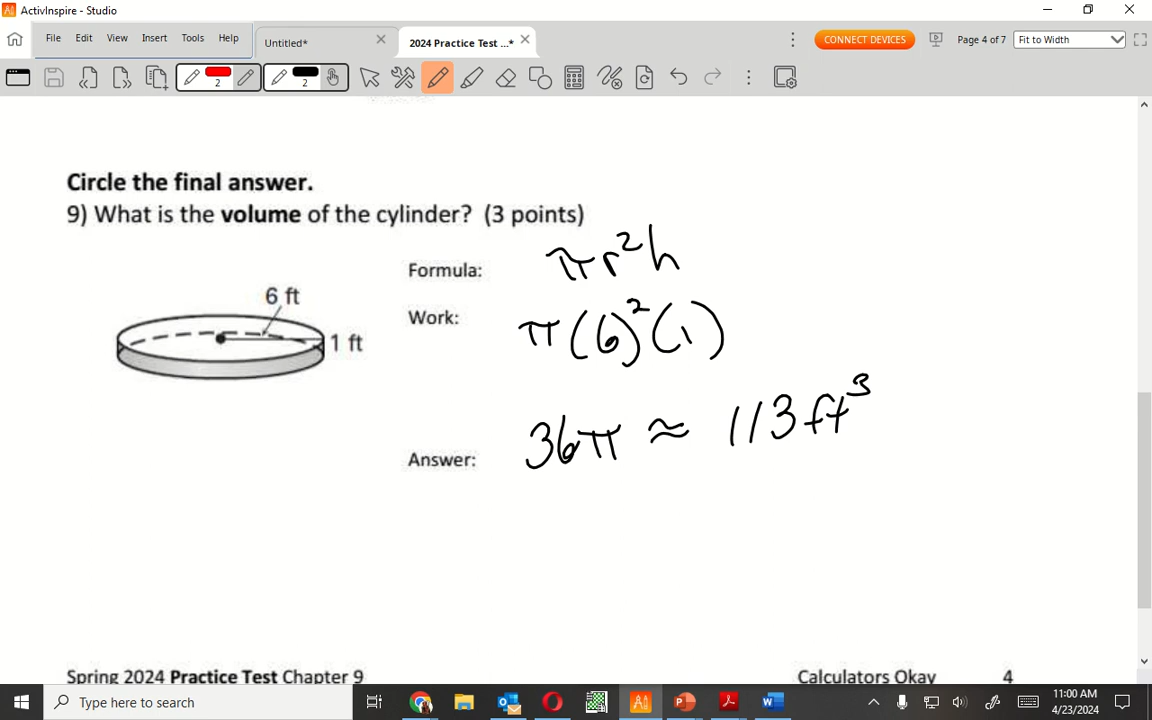 ActivInspire - Studio
File Edit View Insert Tools Help
Untitled*
2024 Practice Test ...*
CONNECT DEVICES
Page 4 of 7
Fit to Width
2
2
Circle the final answer.
9) What is the volume of the cylinder? (3 points)
Formula: πr²h
6 ft
Work: π(6)²(1)
1 ft
36π ≈ 113 ft³
Answer:
Spring 2024 Practice Test Chapter 9 Calculators Okay 4
Type here to search
11:00 AM
4/23/2024